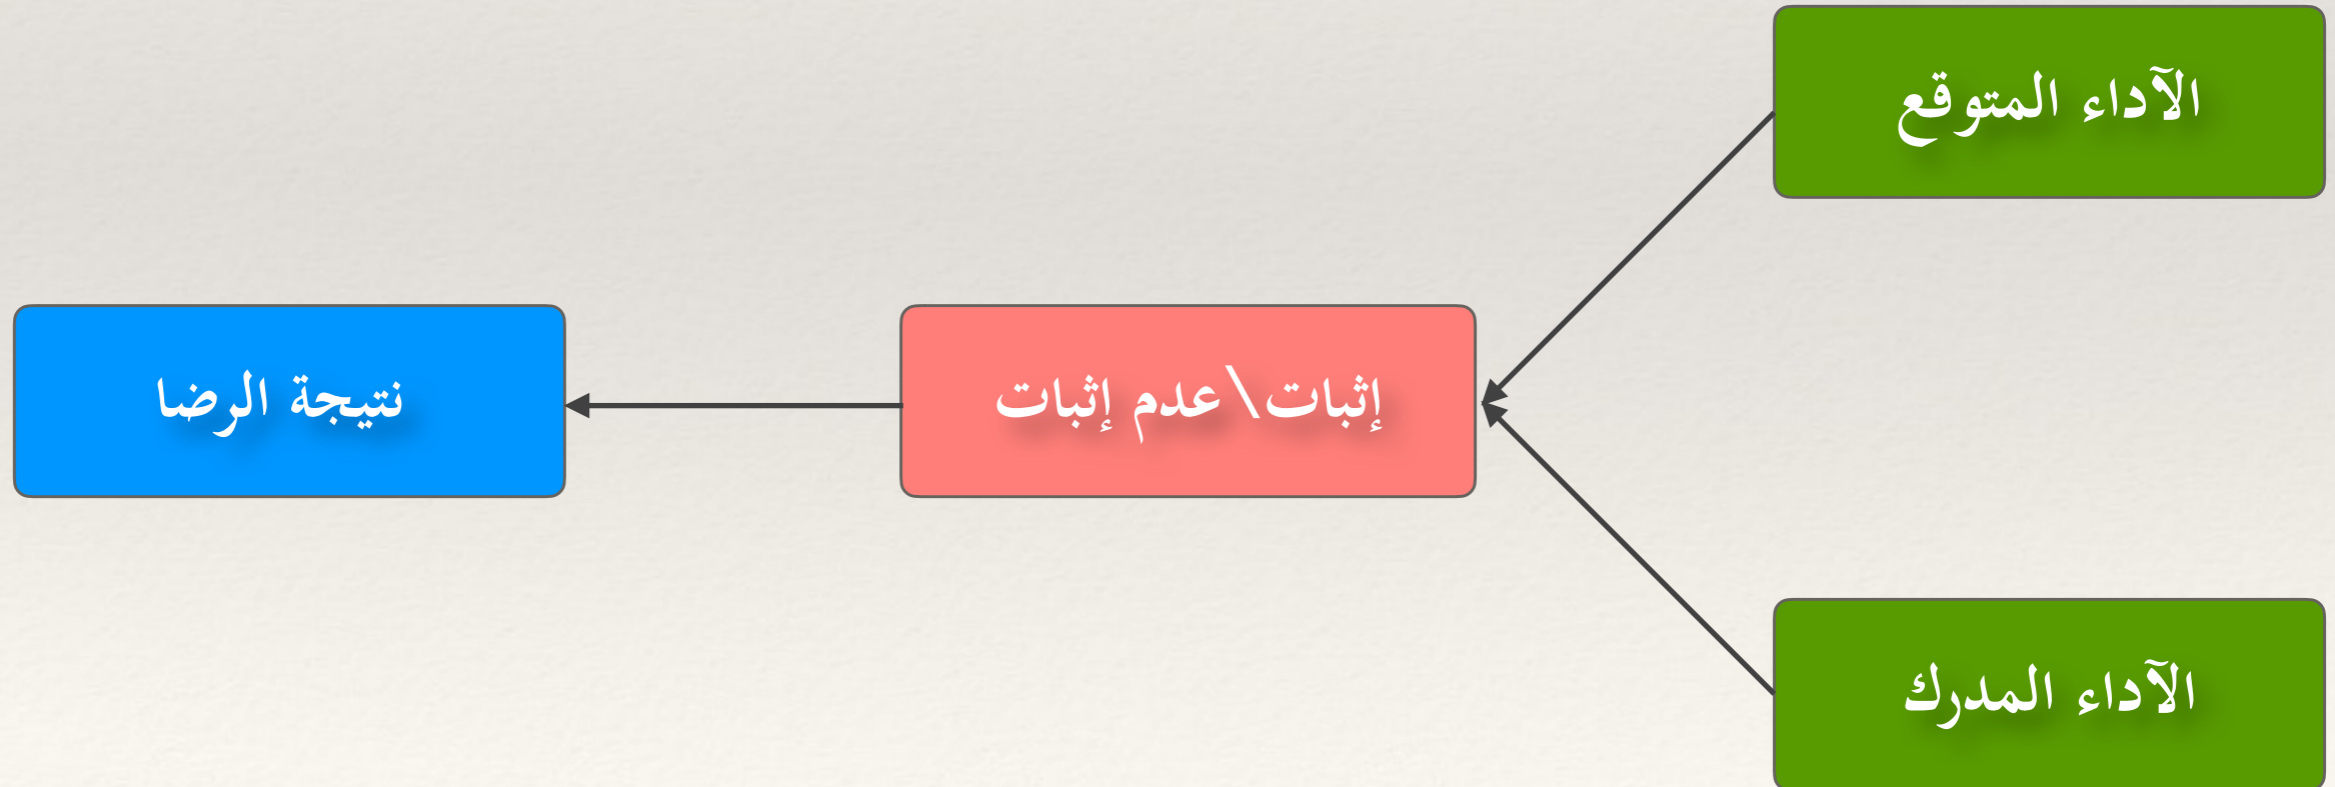 الآداء المتوقع
إثبات\عدم إثبات
نتيجة الرضا
الآداء المدرك